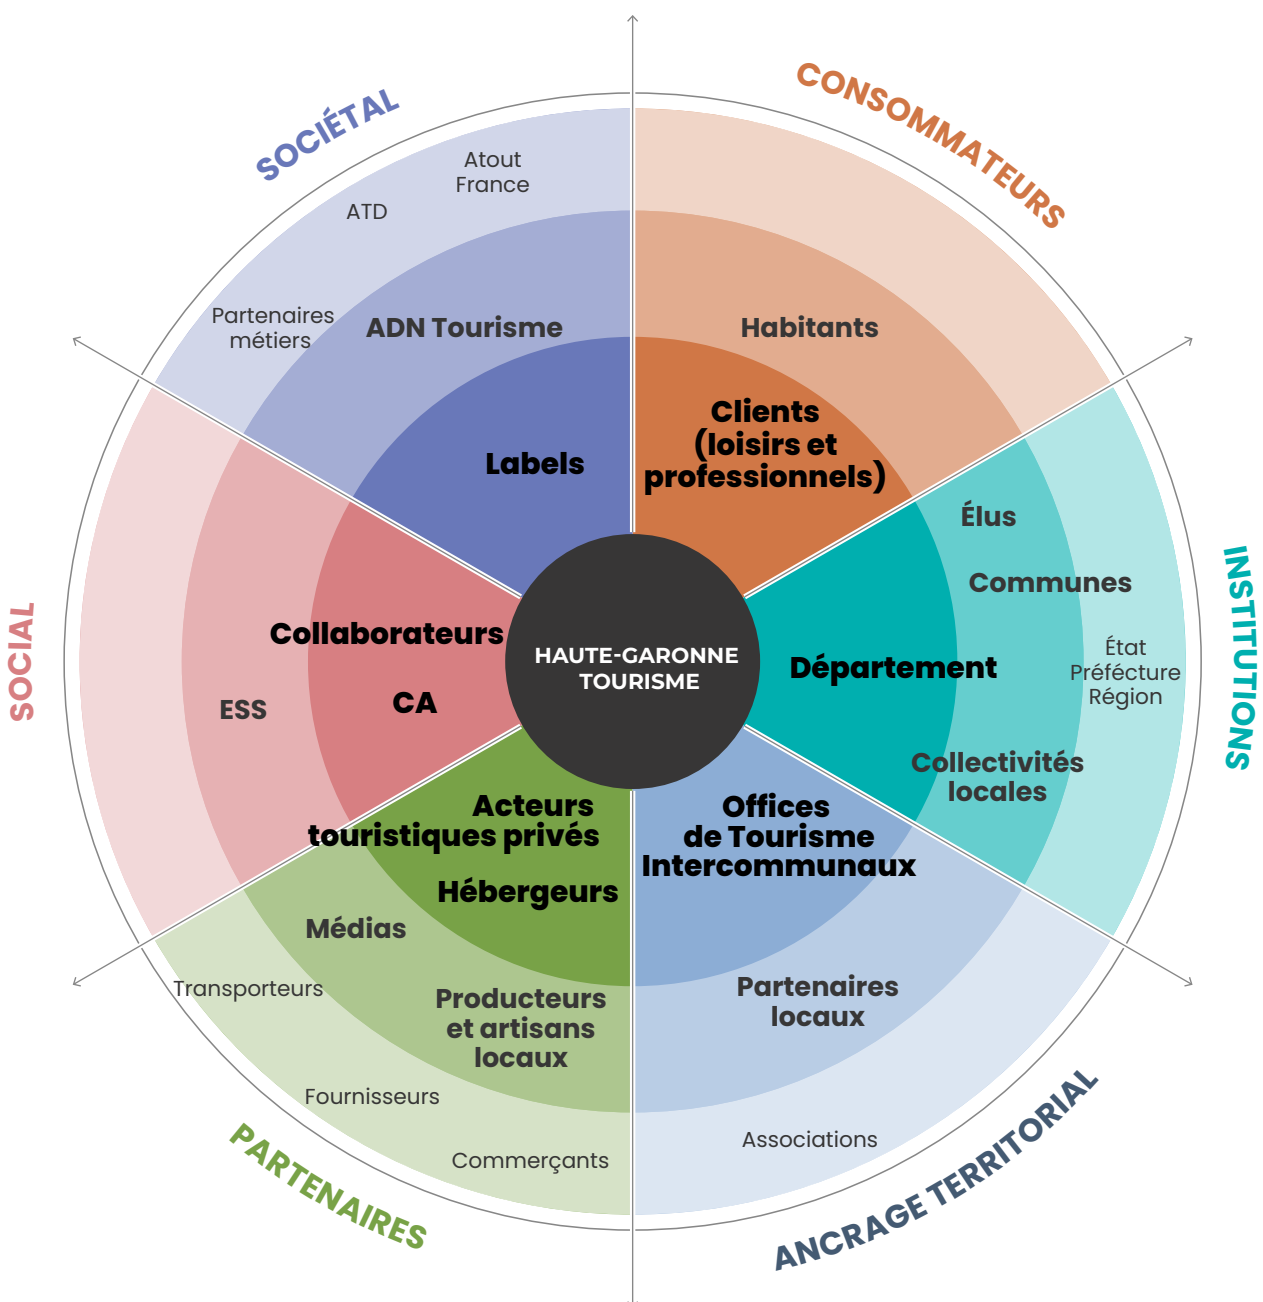 SOCIÉTAL
Atout
France
ATD
Partenaires
métiers
ADN Tourisme
Labels
CONSOMMATEURS
Habitants
Clients
(loisirs et
professionnels)
INSTITUTIONS
Élus
Communes
État
Préfécture
Région
Département
Collectivités
locales
HAUTE-GARONNE
TOURISME
SOCIAL
Collaborateurs
CA
ESS
PARTENAIRES
Acteurs
touristiques privés
Hébergeurs
Médias
Producteurs
et artisans
locaux
Transporteurs
Fournisseurs
Commerçants
ANCRAGE TERRITORIAL
Offices
de Tourisme
Intercommunaux
Partenaires
locaux
Associations